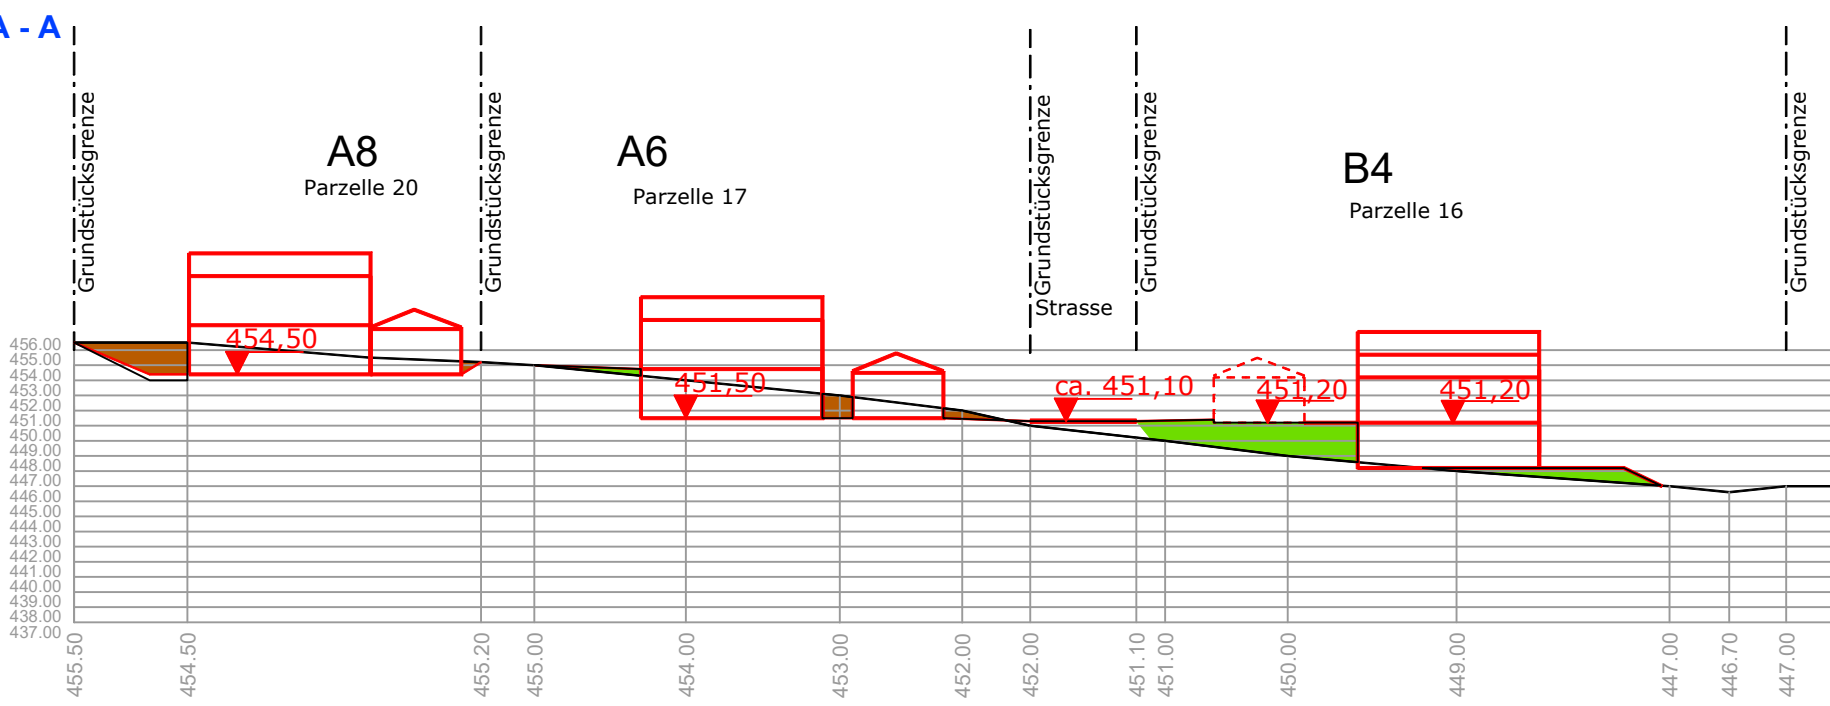 A - A
A8
Parzelle 20
A6
Parzelle 17
B4
Parzelle 16
Grundstücksgrenze
Grundstücksgrenze
Grundstücksgrenze
Grundstücksgrenze
Grundstücksgrenze
Strasse
454,50
451,50
ca. 451,10
451,20
451,20
456.00
455.00
454.00
453.00
452.00
451.00
450.00
449.00
448.00
447.00
446.00
445.00
444.00
443.00
442.00
441.00
440.00
439.00
438.00
437.00
455.50
454.50
455.20
455.00
454.00
453.00
452.00
452.00
451.10
451.00
450.00
449.00
447.00
446.70
447.00